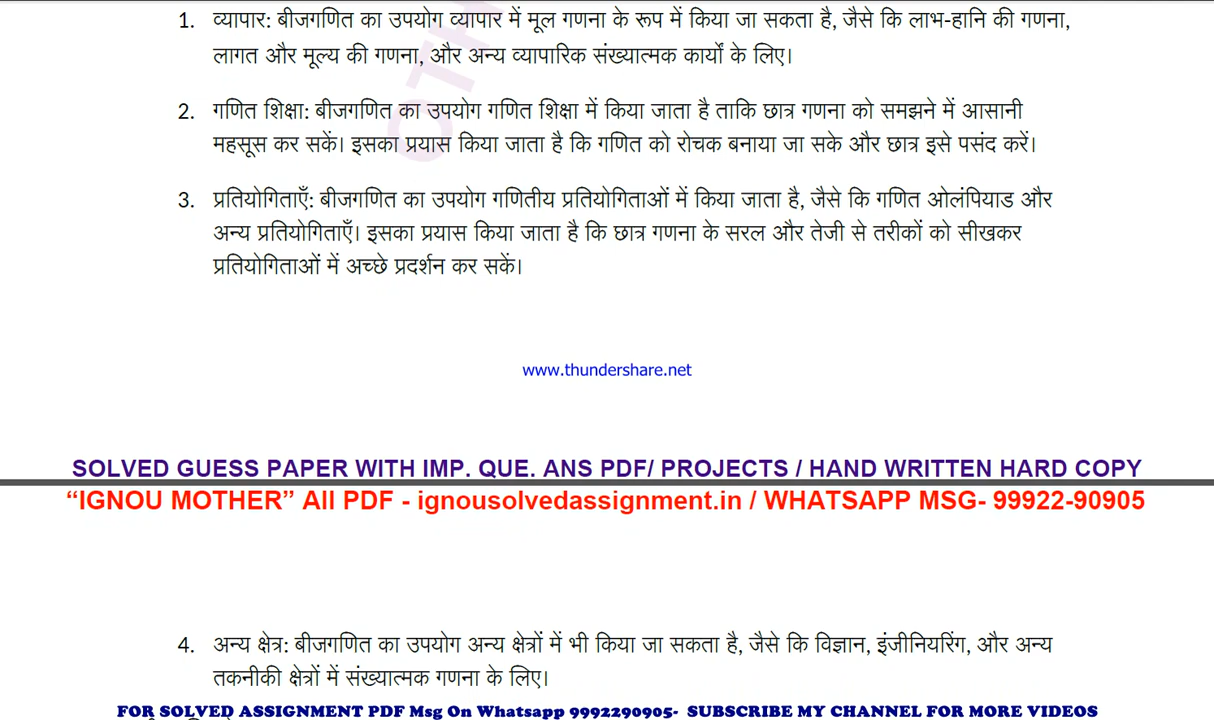 1. व्यापार: बीजगणित का उपयोग व्यापार में मूल गणना के रूप में किया जा सकता है, जैसे कि लाभ-हानि की गणना,
लागत और मूल्य की गणना, और अन्य व्यापारिक संख्यात्मक कार्यों के लिए।
2. गणित शिक्षा: बीजगणित का उपयोग गणित शिक्षा में किया जाता है ताकि छात्र गणना को समझने में आसानी
महसूस कर सकें। इसका प्रयास किया जाता है कि गणित को रोचक बनाया जा सके और छात्र इसे पसंद करें।
3. प्रतियोगिताएँ: बीजगणित का उपयोग गणितीय प्रतियोगिताओं में किया जाता है, जैसे कि गणित ओलंपियाड और
अन्य प्रतियोगिताएँ। इसका प्रयास किया जाता है कि छात्र गणना के सरल और तेजी से तरीकों को सीखकर
प्रतियोगिताओं में अच्छे प्रदर्शन कर सकें।
www.thundershare.net
SOLVED GUESS PAPER WITH IMP. QUE. ANS PDF/ PROJECTS / HAND WRITTEN HARD COPY
“IGNOU MOTHER” All PDF - ignousolvedassignment.in / WHATSAPP MSG- 99922-90905
4. अन्य क्षेत्र: बीजगणित का उपयोग अन्य क्षेत्रों में भी किया जा सकता है, जैसे कि विज्ञान, इंजीनियरिंग, और अन्य
तकनीकी क्षेत्रों में संख्यात्मक गणना के लिए।
FOR SOLVED ASSIGNMENT PDF Msg On Whatsapp 9992290905- SUBSCRIBE MY CHANNEL FOR MORE VIDEOS